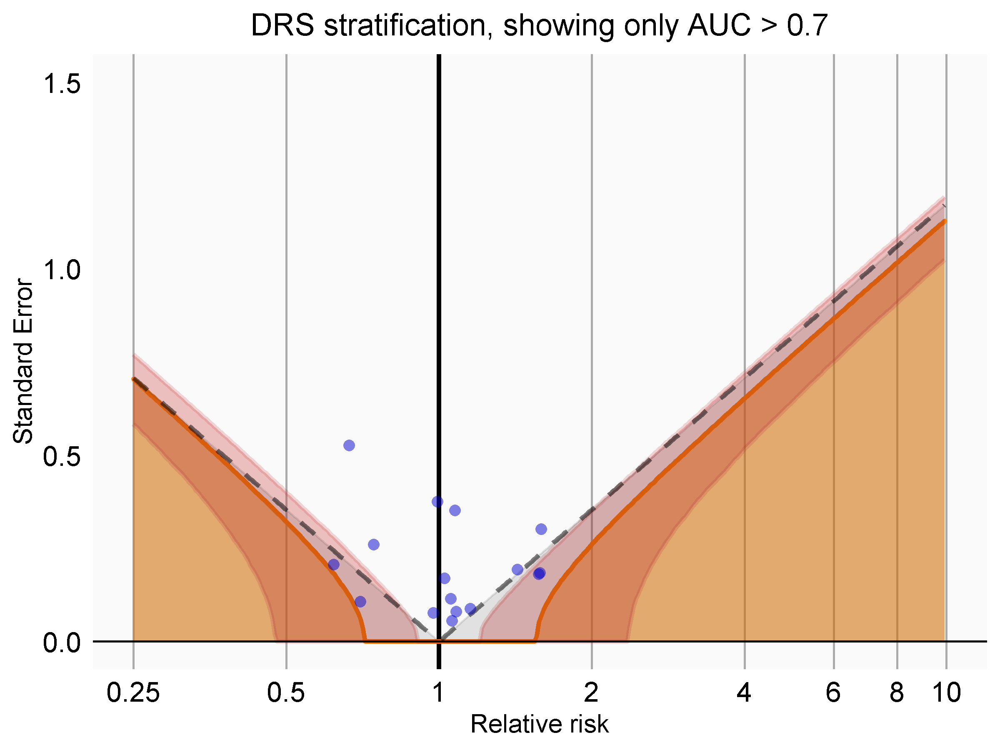 DRS stratification, showing only AUC > 0.7
1.5
1.0
0.5
0.0
Standard Error
0.25 0.5 1 2 4 6 8 10
Relative risk